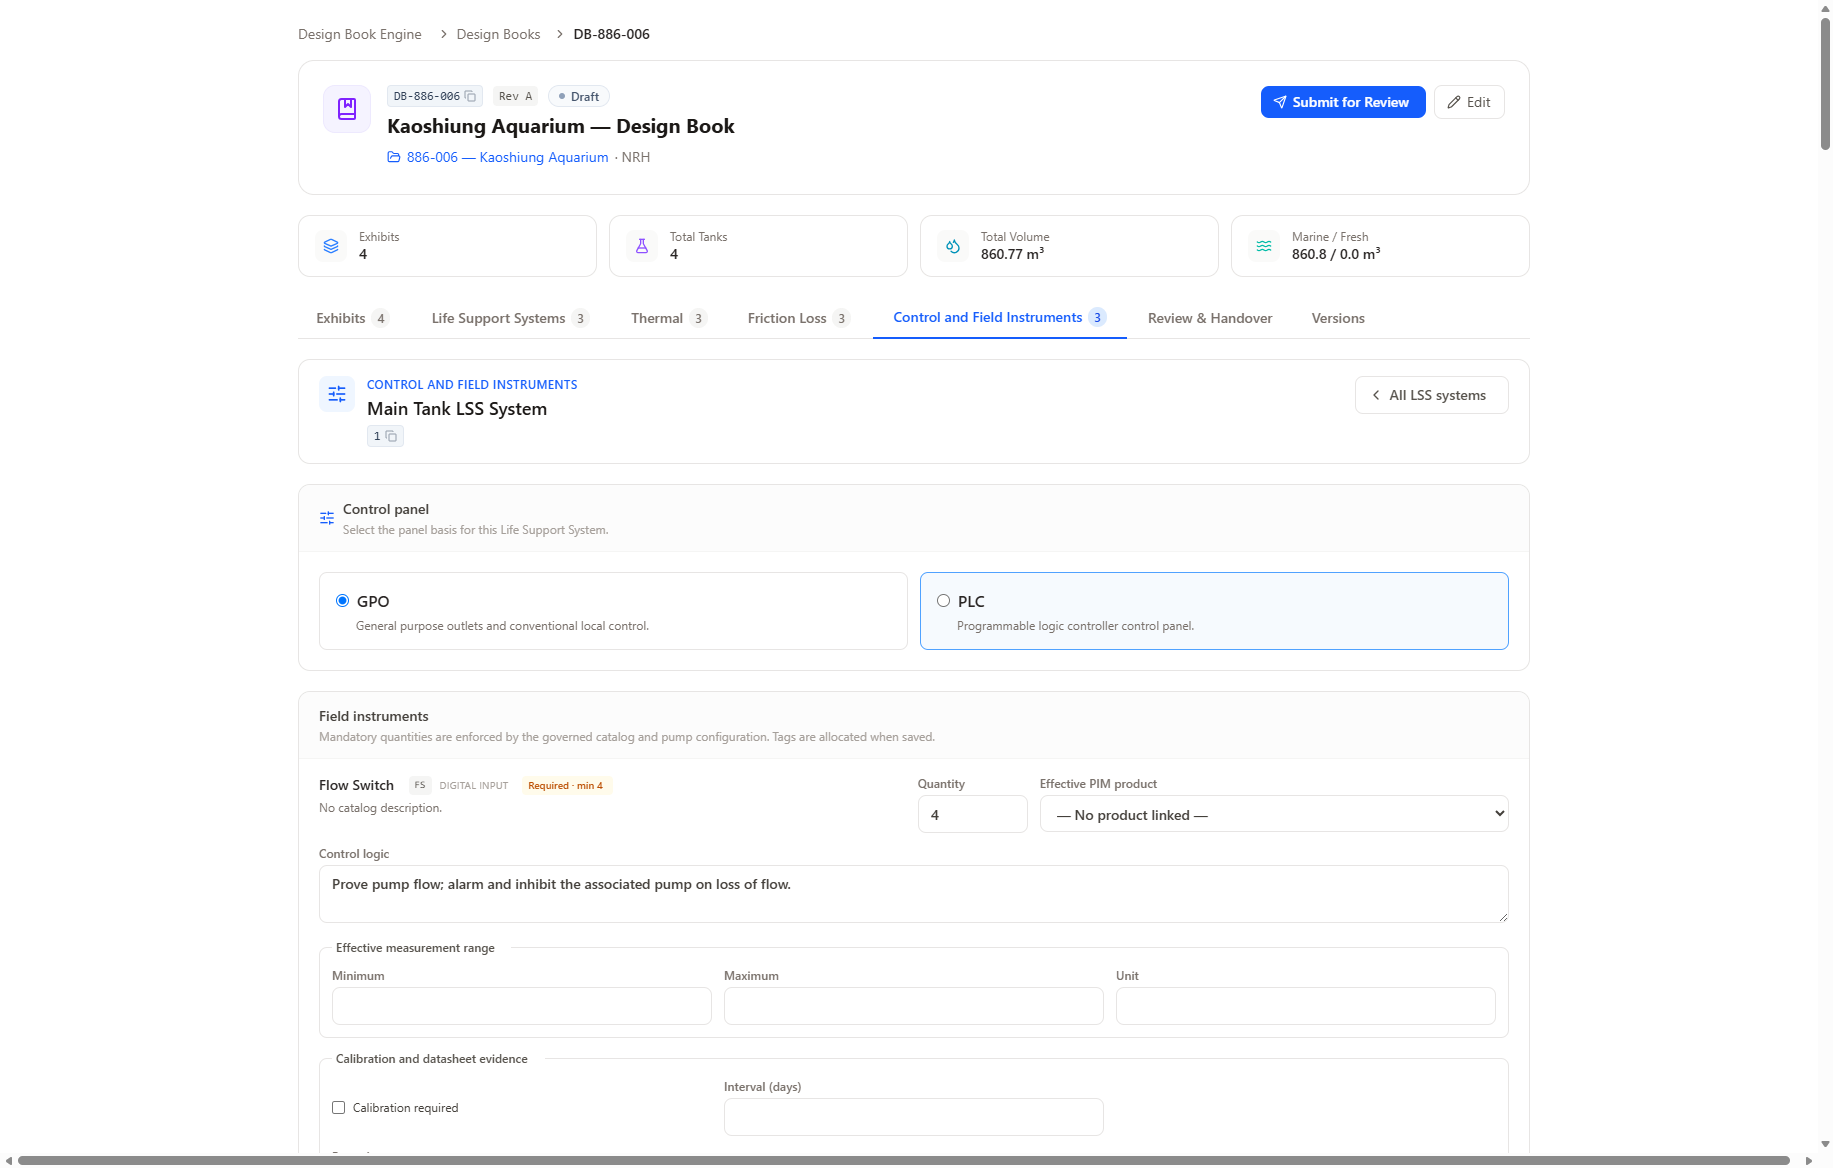 Design Book Engine > Design Books > DB-886-006
DB-886-006 Rev A Draft
Submit for Review Edit
Kaoshiung Aquarium — Design Book
886-006 — Kaoshiung Aquarium · NRH
Exhibits
4
Total Tanks
4
Total Volume
860.77 m³
Marine / Fresh
860.8 / 0.0 m³
Exhibits 4 Life Support Systems 3 Thermal 3 Friction Loss 3 Control and Field Instruments 3 Review & Handover Versions
CONTROL AND FIELD INSTRUMENTS
Main Tank LSS System
1
All LSS systems
Control panel
Select the panel basis for this Life Support System.
GPO
General purpose outlets and conventional local control.
PLC
Programmable logic controller control panel.
Field instruments
Mandatory quantities are enforced by the governed catalog and pump configuration. Tags are allocated when saved.
Flow Switch FS DIGITAL INPUT Required · min 4
No catalog description.
Quantity
4
Effective PIM product
— No product linked —
Control logic
Prove pump flow; alarm and inhibit the associated pump on loss of flow.
Effective measurement range
Minimum Maximum Unit
Calibration and datasheet evidence
Calibration required
Interval (days)